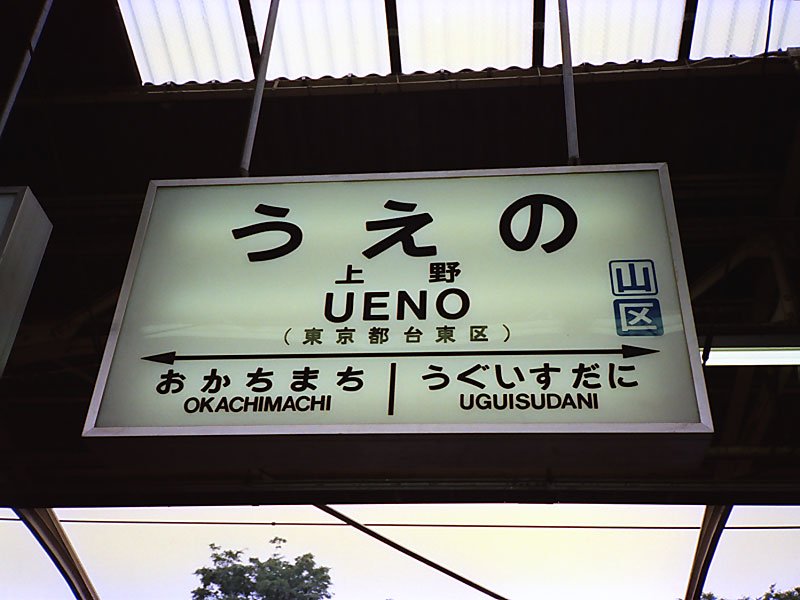 うえの
上野
UENO
(東京都台東区)
山
区
おかちまち
OKACHIMACHI
うぐいすだに
UGUISUDANI